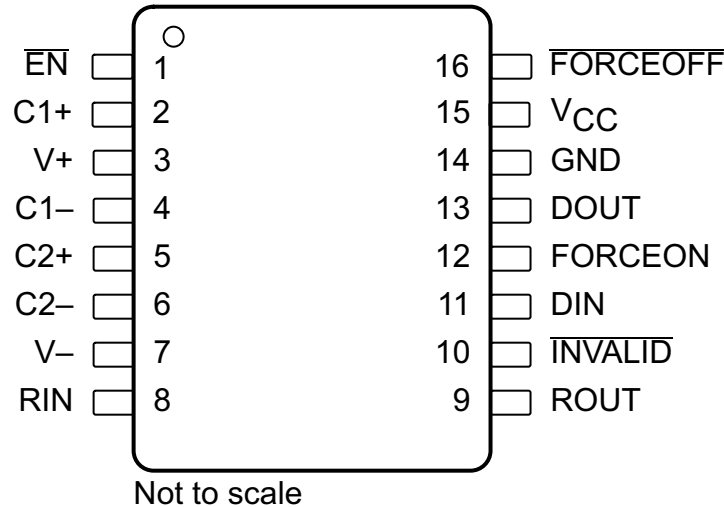 EN 1 16 FORCEOFF
C1+ 2 15 VCC
V+ 3 14 GND
C1– 4 13 DOUT
C2+ 5 12 FORCEON
C2– 6 11 DIN
V– 7 10 INVALID
RIN 8 9 ROUT
Not to scale